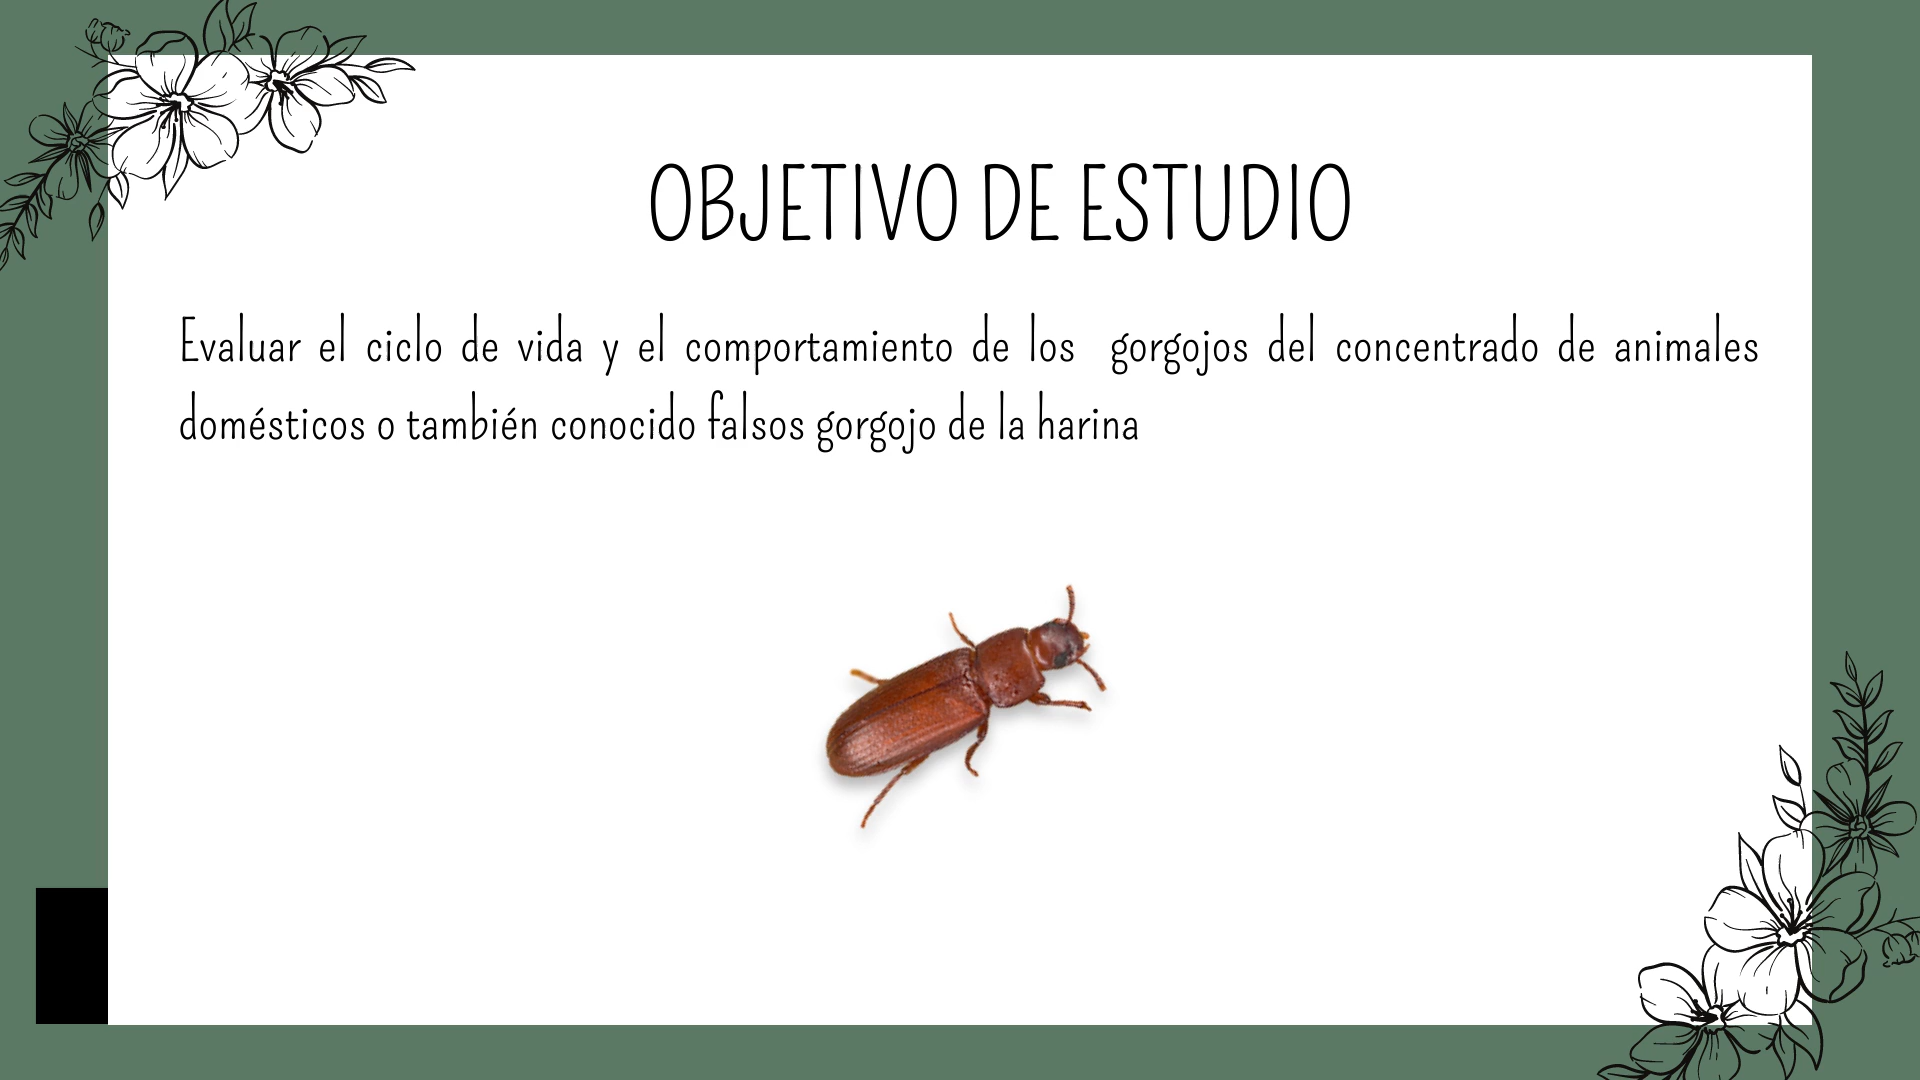 OBJETIVO DE ESTUDIO
Evaluar el ciclo de vida y el comportamiento de los gorgojos del concentrado de animales
domésticos o también conocido falsos gorgojo de la harina